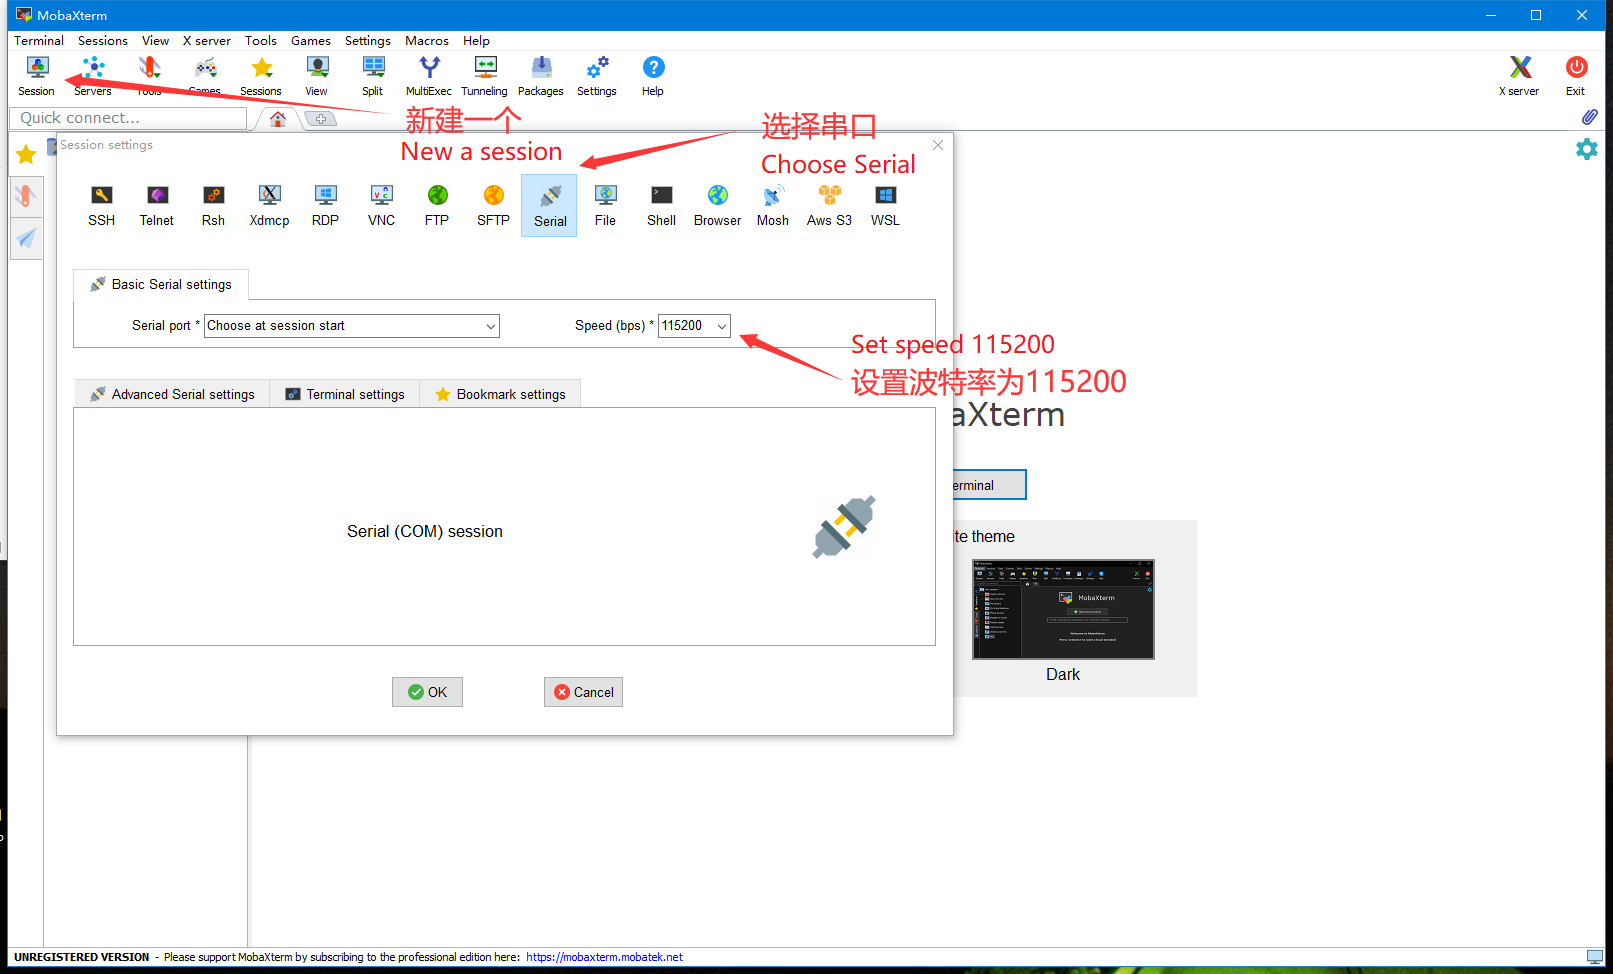 MobaXterm
Terminal Sessions View X server Tools Games Settings Macros Help
Session Servers Tools Games Sessions View Split MultiExec Tunneling Packages Settings Help X server Exit
Quick connect...
新建一个
New a session
选择串口
Choose Serial
Session settings
SSH Telnet Rsh Xdmcp RDP VNC FTP SFTP Serial File Shell Browser Mosh Aws S3 WSL
Basic Serial settings
Serial port * Choose at session start Speed (bps) * 115200
Set speed 115200
设置波特率为115200
Advanced Serial settings Terminal settings Bookmark settings
aXterm
erminal
Serial (COM) session
te theme
MobaXterm
Dark
OK Cancel
UNREGISTERED VERSION - Please support MobaXterm by subscribing to the professional edition here: https://mobaxterm.mobatek.net